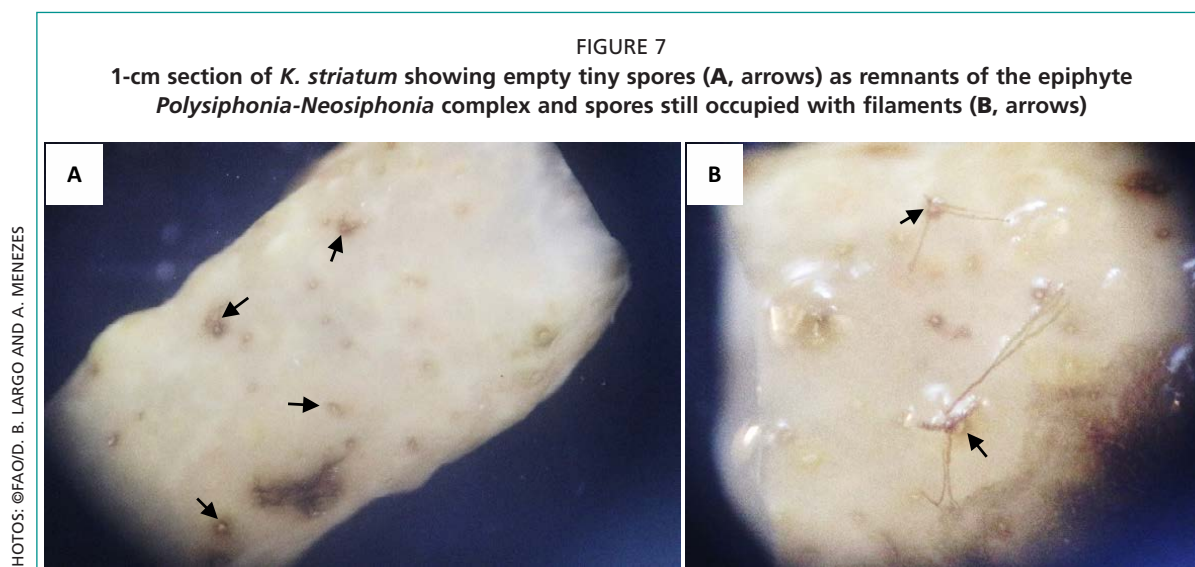 FIGURE 7
1-cm section of K. striatum showing empty tiny spores (A, arrows) as remnants of the epiphyte
Polysiphonia-Neosiphonia complex and spores still occupied with filaments (B, arrows)
A
B
HOTOS: ©FAO/D. B. LARGO AND A. MENEZES